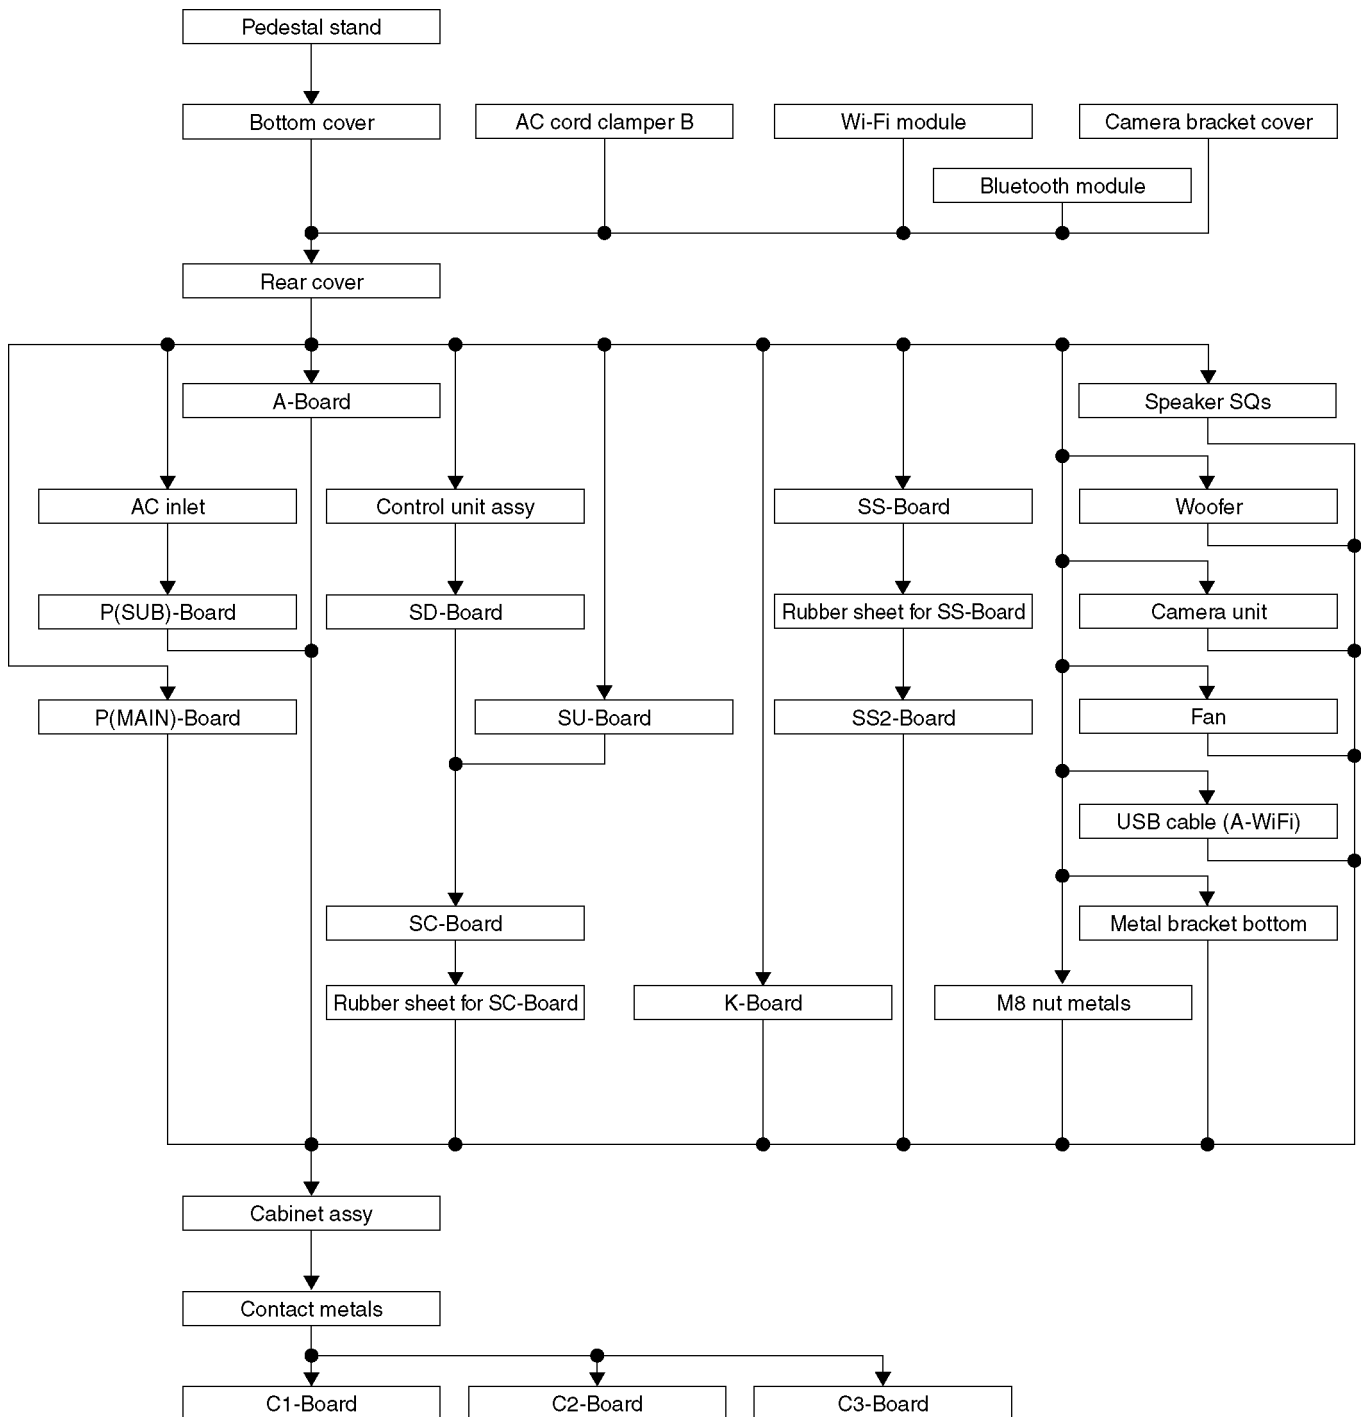 Pedestal stand
Bottom cover
AC cord clamper B
Wi-Fi module
Camera bracket cover
Bluetooth module
Rear cover
A-Board
Speaker SQs
AC inlet
Control unit assy
SS-Board
Woofer
P(SUB)-Board
SD-Board
Rubber sheet for SS-Board
Camera unit
P(MAIN)-Board
SU-Board
SS2-Board
Fan
USB cable (A-WiFi)
SC-Board
Metal bracket bottom
Rubber sheet for SC-Board
K-Board
M8 nut metals
Cabinet assy
Contact metals
C1-Board
C2-Board
C3-Board